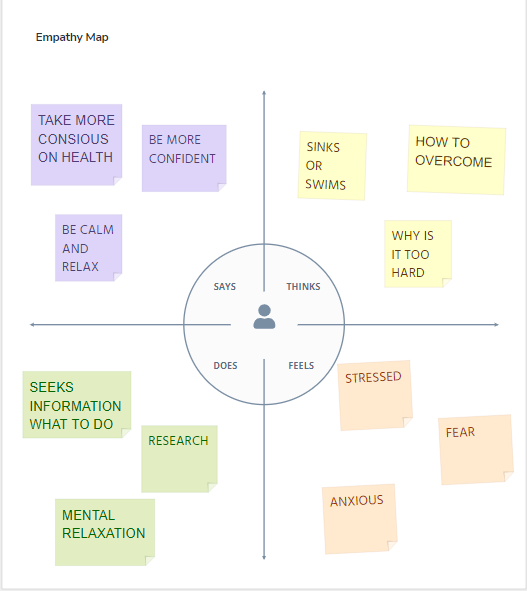 Empathy Map
TAKE MORE
CONSIOUS
ON HEALTH
BE MORE
CONFIDENT
BE CALM
AND
RELAX
SINKS
OR
SWIMS
HOW TO
OVERCOME
WHY IS
IT TOO
HARD
SAYS
THINKS
DOES
FEELS
SEEKS
INFORMATION
WHAT TO DO
RESEARCH
MENTAL
RELAXATION
STRESSED
FEAR
ANXIOUS